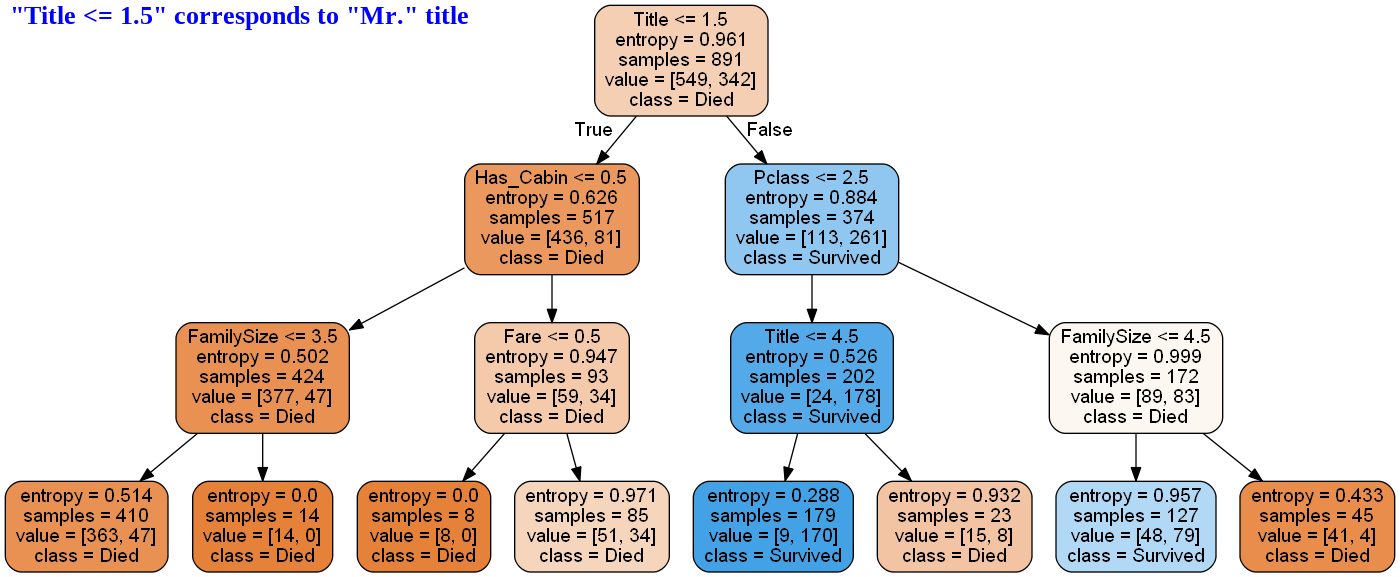 "Title <= 1.5" corresponds to "Mr." title
Title <= 1.5
entropy = 0.961
samples = 891
value = [549, 342]
class = Died
True
False
Has_Cabin <= 0.5
entropy = 0.626
samples = 517
value = [436, 81]
class = Died
Pclass <= 2.5
entropy = 0.884
samples = 374
value = [113, 261]
class = Survived
FamilySize <= 3.5
entropy = 0.502
samples = 424
value = [377, 47]
class = Died
Fare <= 0.5
entropy = 0.947
samples = 93
value = [59, 34]
class = Died
Title <= 4.5
entropy = 0.526
samples = 202
value = [24, 178]
class = Survived
FamilySize <= 4.5
entropy = 0.999
samples = 172
value = [89, 83]
class = Died
entropy = 0.514
samples = 410
value = [363, 47]
class = Died
entropy = 0.0
samples = 14
value = [14, 0]
class = Died
entropy = 0.0
samples = 8
value = [8, 0]
class = Died
entropy = 0.971
samples = 85
value = [51, 34]
class = Died
entropy = 0.288
samples = 179
value = [9, 170]
class = Survived
entropy = 0.932
samples = 23
value = [15, 8]
class = Died
entropy = 0.957
samples = 127
value = [48, 79]
class = Survived
entropy = 0.433
samples = 45
value = [41, 4]
class = Died